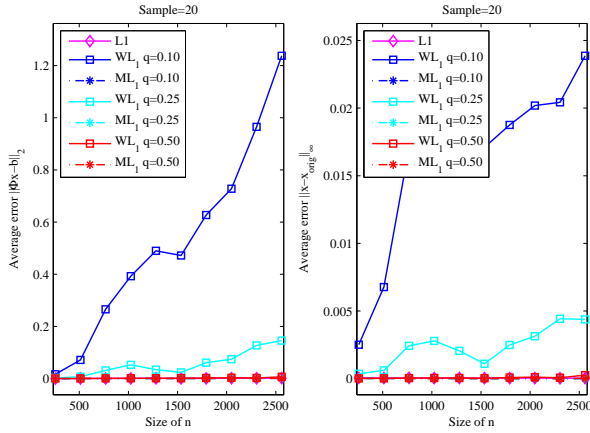 Sample=20
Average error ||Φx−b||₂
1.2
1
0.8
0.6
0.4
0.2
0
500
1000
1500
2000
2500
Size of n
L1
WL₁ q=0.10
ML₁ q=0.10
WL₁ q=0.25
ML₁ q=0.25
WL₁ q=0.50
ML₁ q=0.50
Sample=20
Average error ||x−x_orig||_∞
0.025
0.02
0.015
0.01
0.005
0
500
1000
1500
2000
2500
Size of n
L1
WL₁ q=0.10
ML₁ q=0.10
WL₁ q=0.25
ML₁ q=0.25
WL₁ q=0.50
ML₁ q=0.50